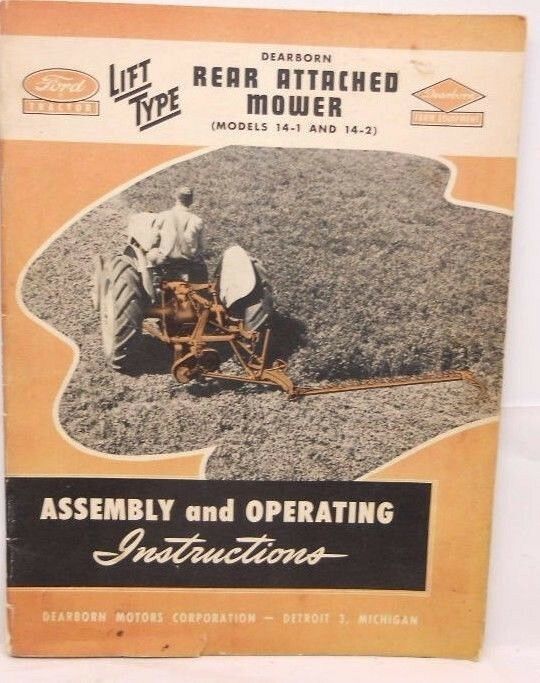 DEARBORN
Ford
TRACTOR
LIFT
TYPE
REAR ATTACHED
MOWER
(MODELS 14-1 AND 14-2)
Dearborn
FARM EQUIPMENT
ASSEMBLY and OPERATING
Instructions
DEARBORN MOTORS CORPORATION — DETROIT 3, MICHIGAN